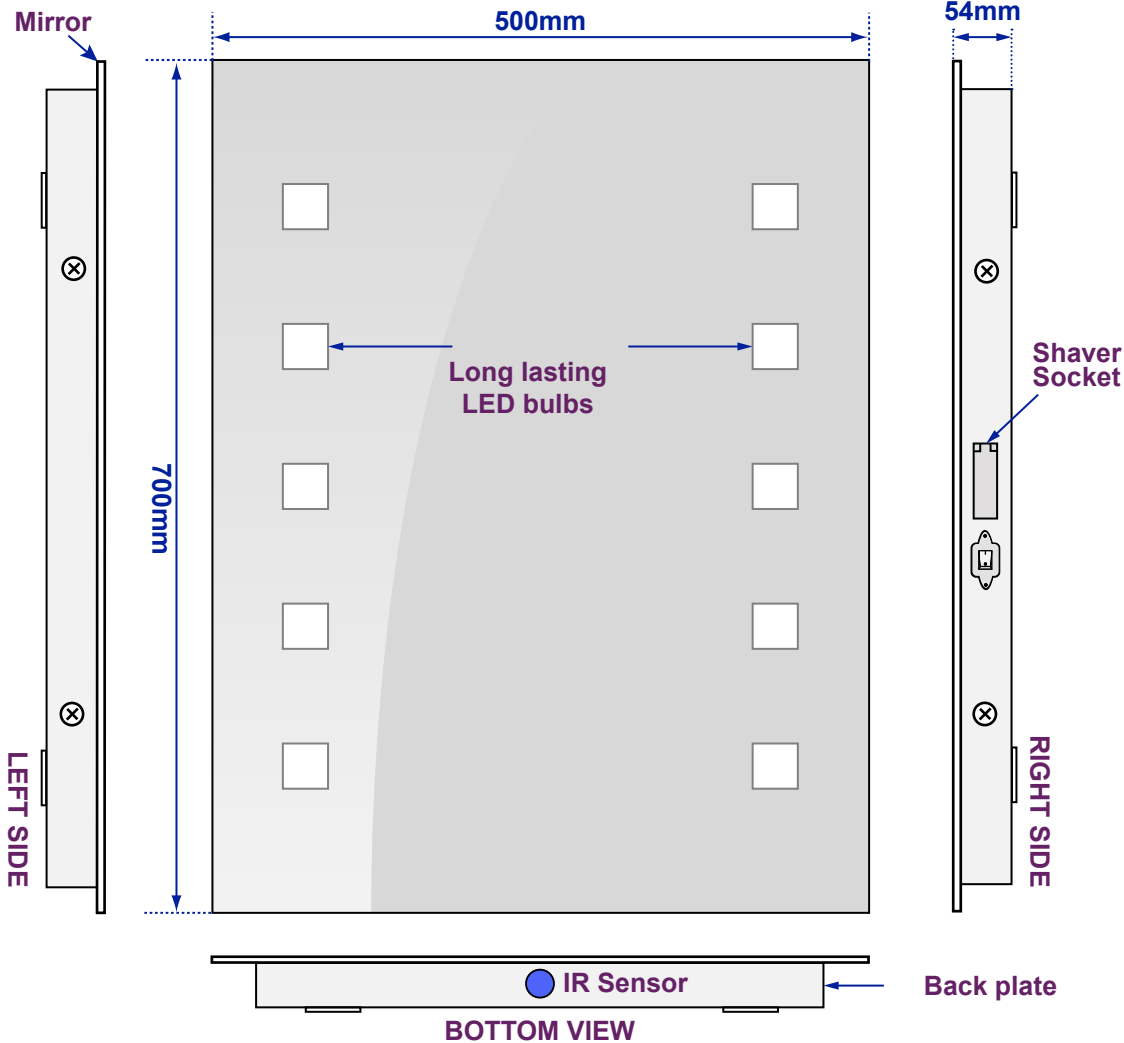 Mirror
500mm
54mm
Long lasting
LED bulbs
Shaver
Socket
700mm
LEFT SIDE
RIGHT SIDE
IR Sensor
Back plate
BOTTOM VIEW